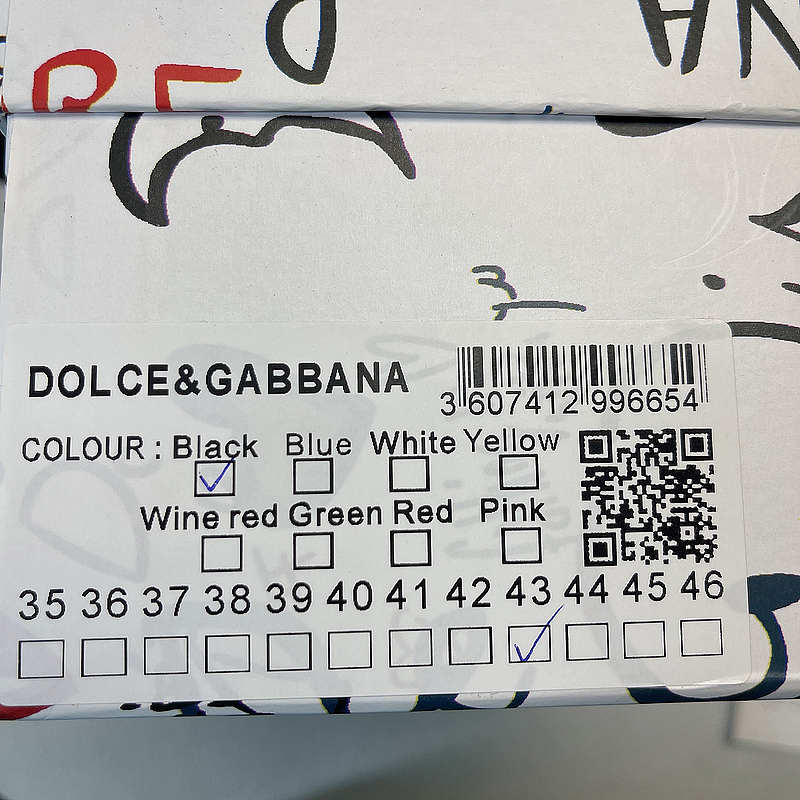 DOLCE&GABBANA
3 607412 996654
COLOUR : Black Blue White Yellow
Wine red Green Red Pink
35 36 37 38 39 40 41 42 43 44 45 46